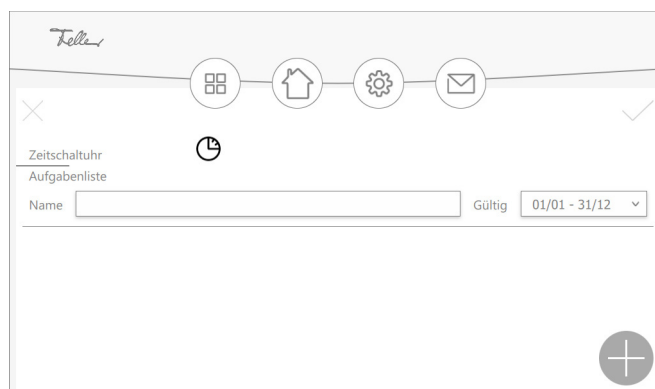 Feller
Zeitschaltuhr
Aufgabenliste
Name
Gültig 01/01 - 31/12